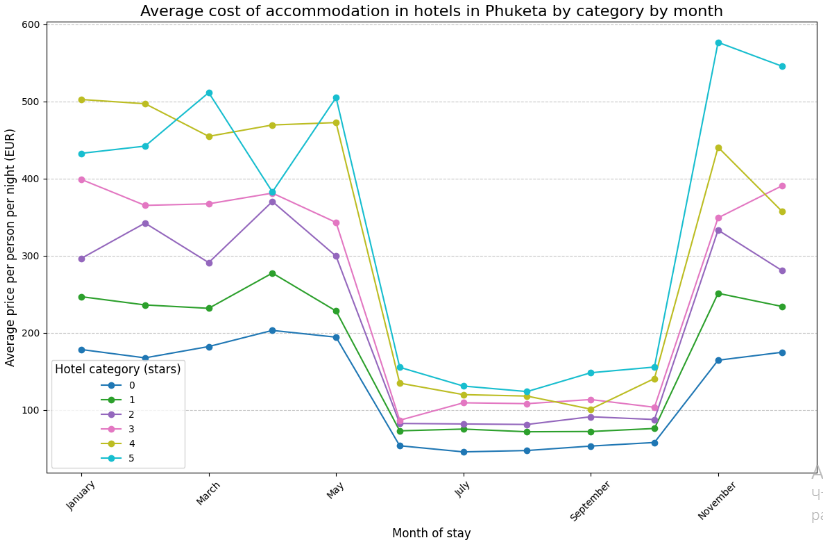 Average cost of accommodation in hotels in Phuketa by category by month
Average price per person per night (EUR)
600
500
400
300
200
100
Hotel category (stars)
0
1
2
3
4
5
January
March
May
July
September
November
Month of stay